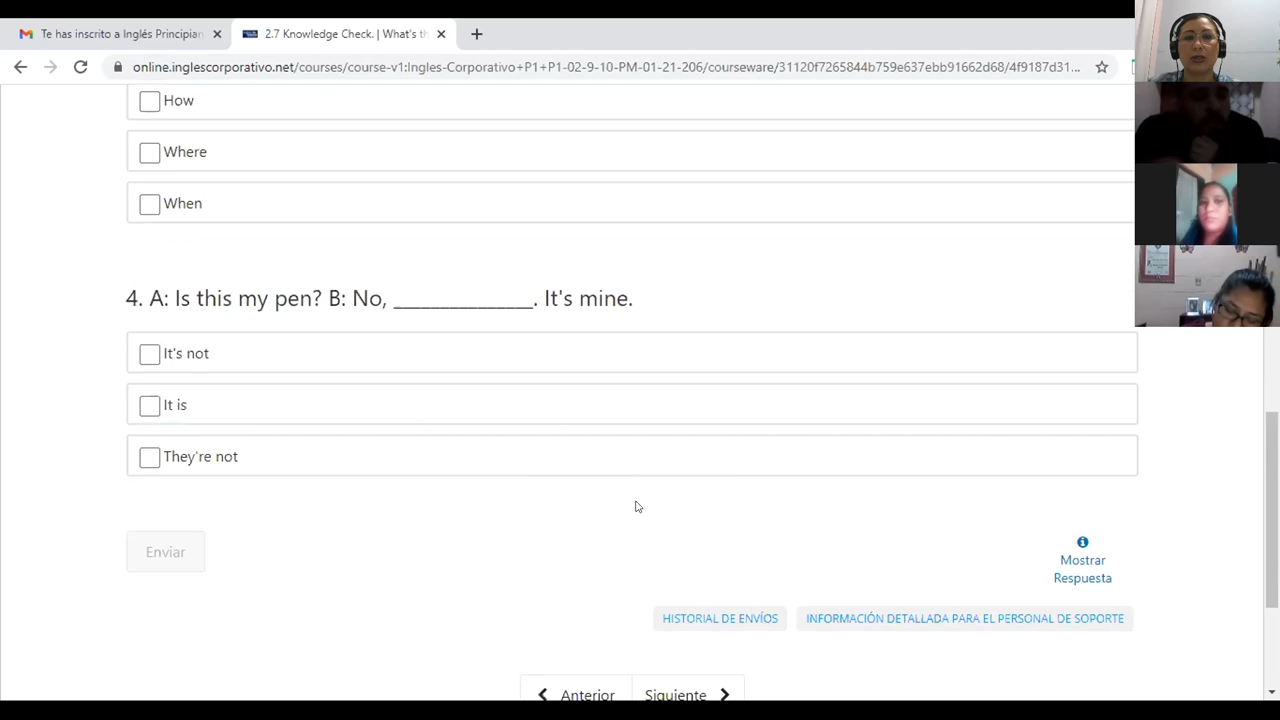 Te has inscrito a Inglés Principian
2.7 Knowledge Check. | What's th
online.inglescorporativo.net/courses/course-v1:Ingles-Corporativo+P1+P1-02-9-10-PM-01-21-206/courseware/31120f7265844b759e637ebb91662d68/4f9187d31...
How
Where
When
4. A: Is this my pen? B: No, _______________. It's mine.
It's not
It is
They're not
Enviar
Mostrar
Respuesta
HISTORIAL DE ENVÍOS
INFORMACIÓN DETALLADA PARA EL PERSONAL DE SOPORTE
Anterior
Siguiente